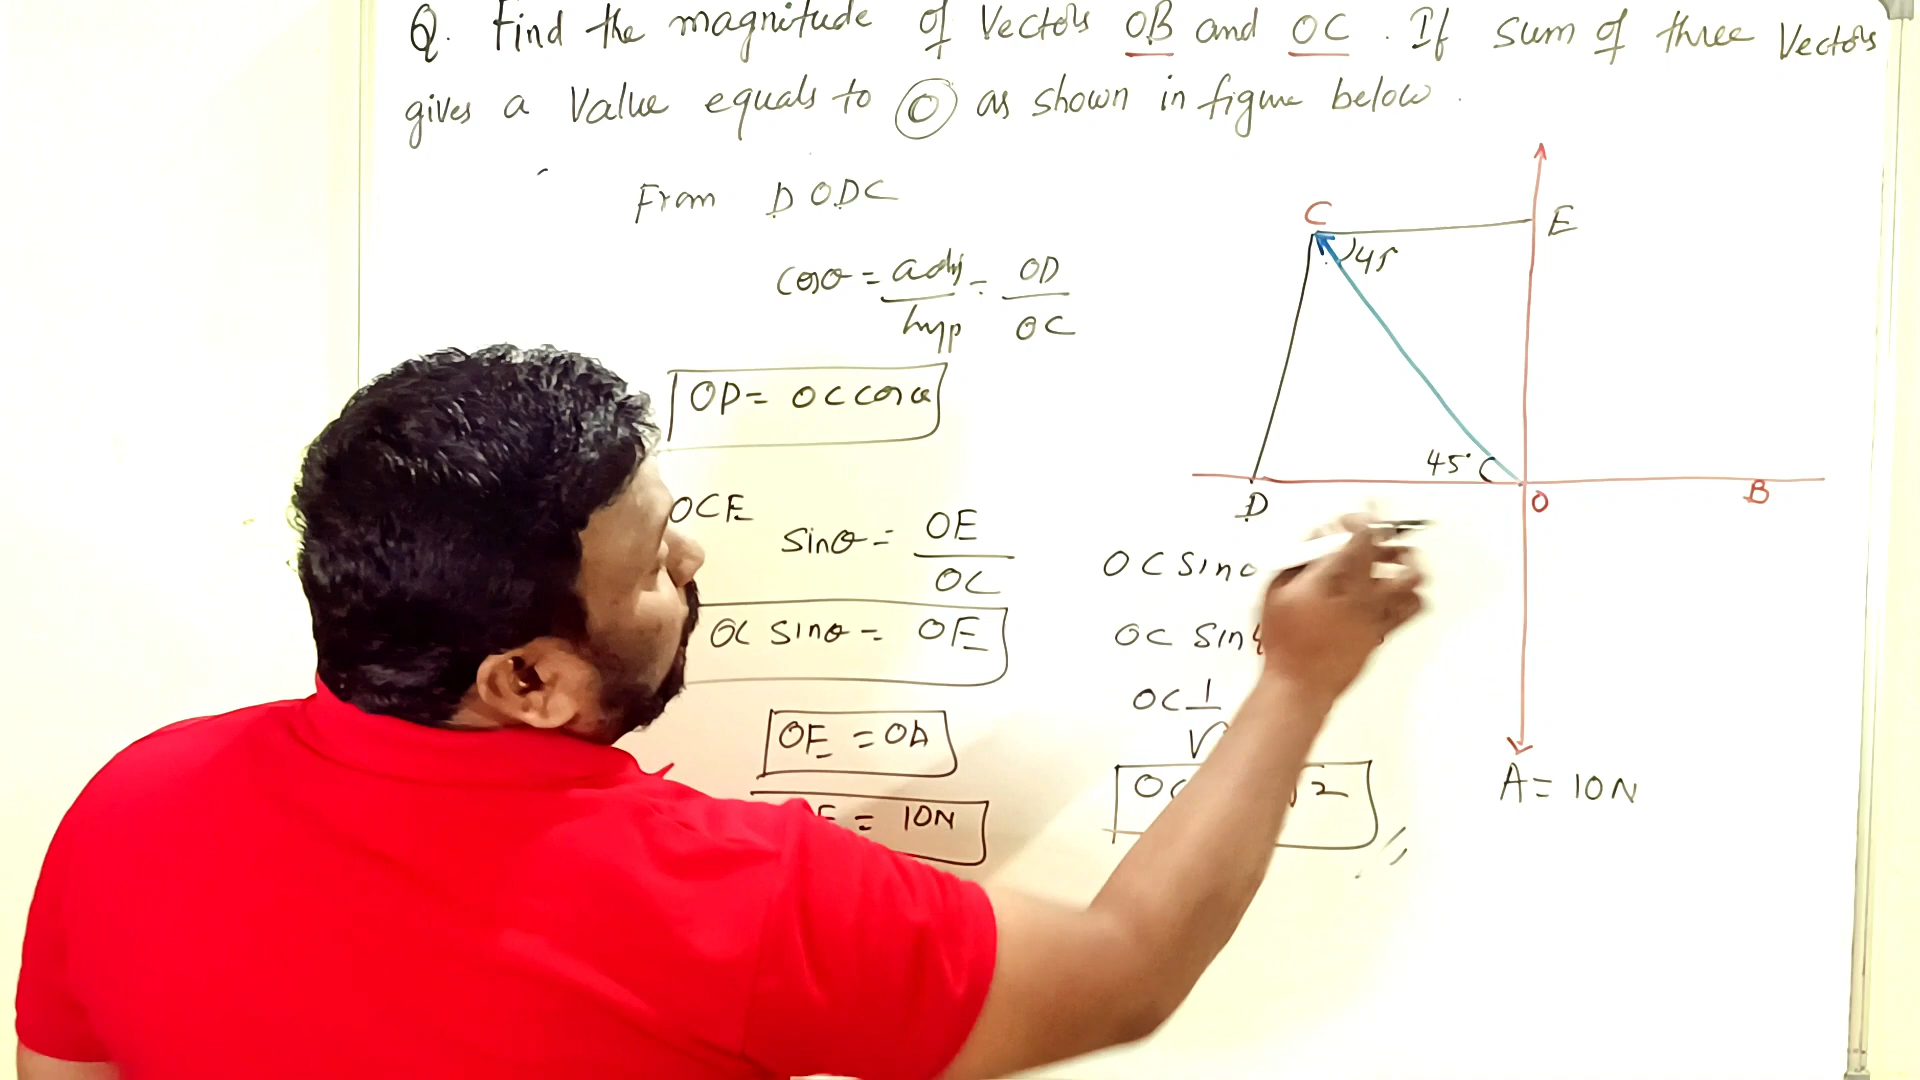 Q. Find the magnitude of Vectors OB and OC. If sum of three Vectors
gives a Value equals to 0 as shown in figure below.
From D ODC
cosθ = adj/hyp = OD/OC
OD = OC cosθ
OCE
sinθ = OE/OC
OC sinθ = OE
OE = OA
= 10N
OC sin
OC sin
OC 1
2
C
E
45
45°
D
O
B
A = 10N